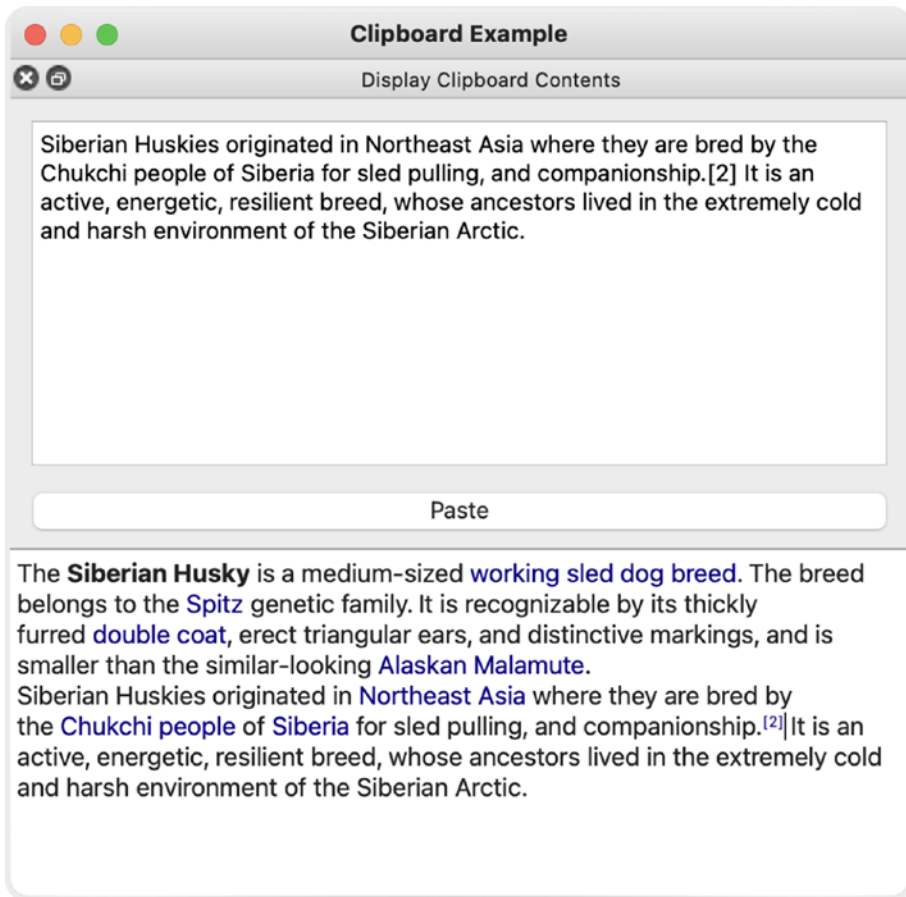 Clipboard Example
Display Clipboard Contents
Siberian Huskies originated in Northeast Asia where they are bred by the
Chukchi people of Siberia for sled pulling, and companionship.[2] It is an
active, energetic, resilient breed, whose ancestors lived in the extremely cold
and harsh environment of the Siberian Arctic.
Paste
The Siberian Husky is a medium-sized working sled dog breed. The breed
belongs to the Spitz genetic family. It is recognizable by its thickly
furred double coat, erect triangular ears, and distinctive markings, and is
smaller than the similar-looking Alaskan Malamute.
Siberian Huskies originated in Northeast Asia where they are bred by
the Chukchi people of Siberia for sled pulling, and companionship.[2] It is an
active, energetic, resilient breed, whose ancestors lived in the extremely cold
and harsh environment of the Siberian Arctic.